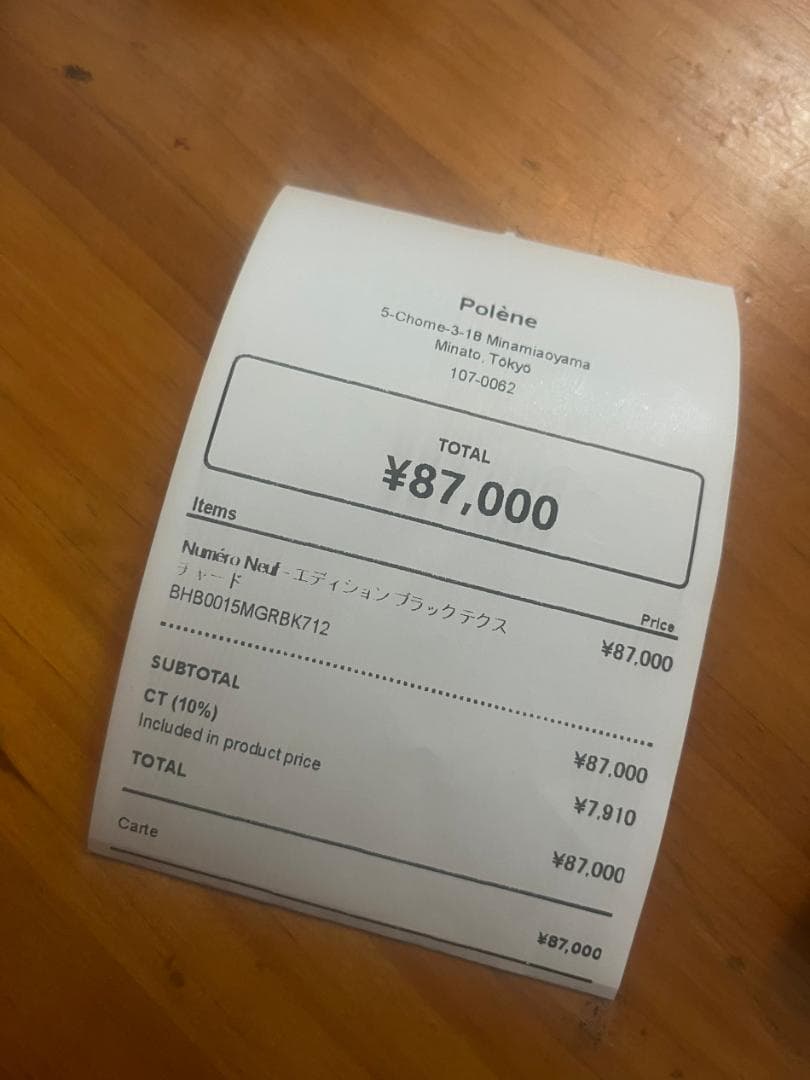 Polène
5-Chome-3-18 Minamiaoyama
Minato, Tōkyō
107-0062
TOTAL
¥87,000
Items
Price
Numéro Neuf - エディション ブラックテクス
チャード
¥87,000
BHB0015MGRBK712
SUBTOTAL
¥87,000
CT (10%)
¥7,910
Included in product price
TOTAL
¥87,000
Carte
¥87,000